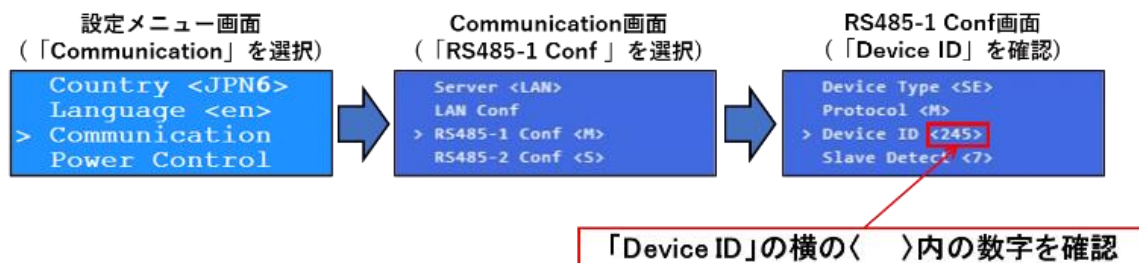 設定メニュー画面
（「Communication」を選択）
Country <JPN6>
Language <en>
> Communication
Power Control
Communication画面
（「RS485-1 Conf 」を選択）
Server <LAN>
LAN Conf
> RS485-1 Conf <M>
RS485-2 Conf <S>
RS485-1 Conf画面
（「Device ID」を確認）
Device Type <SE>
Protocol <M>
> Device ID <245>
Slave Detect <7>
「Device ID」の横の〈　〉内の数字を確認